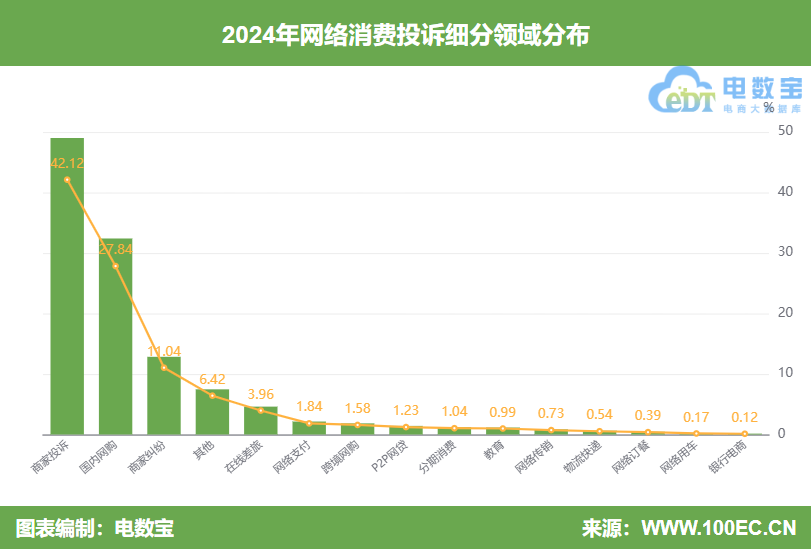 2024年网络消费投诉细分领域分布
eDT 电数宝
电商大数据库
%
50
40
30
20
10
0
42.12
27.84
11.04
6.42
3.96
1.84
1.58
1.23
1.04
0.99
0.73
0.54
0.39
0.17
0.12
商家投诉
国内网购
商家纠纷
其他
在线差旅
网络支付
跨境网购
P2P网贷
分期消费
教育
网络传销
物流快递
网络订餐
网络用车
银行电商
图表编制：电数宝
来源：WWW.100EC.CN